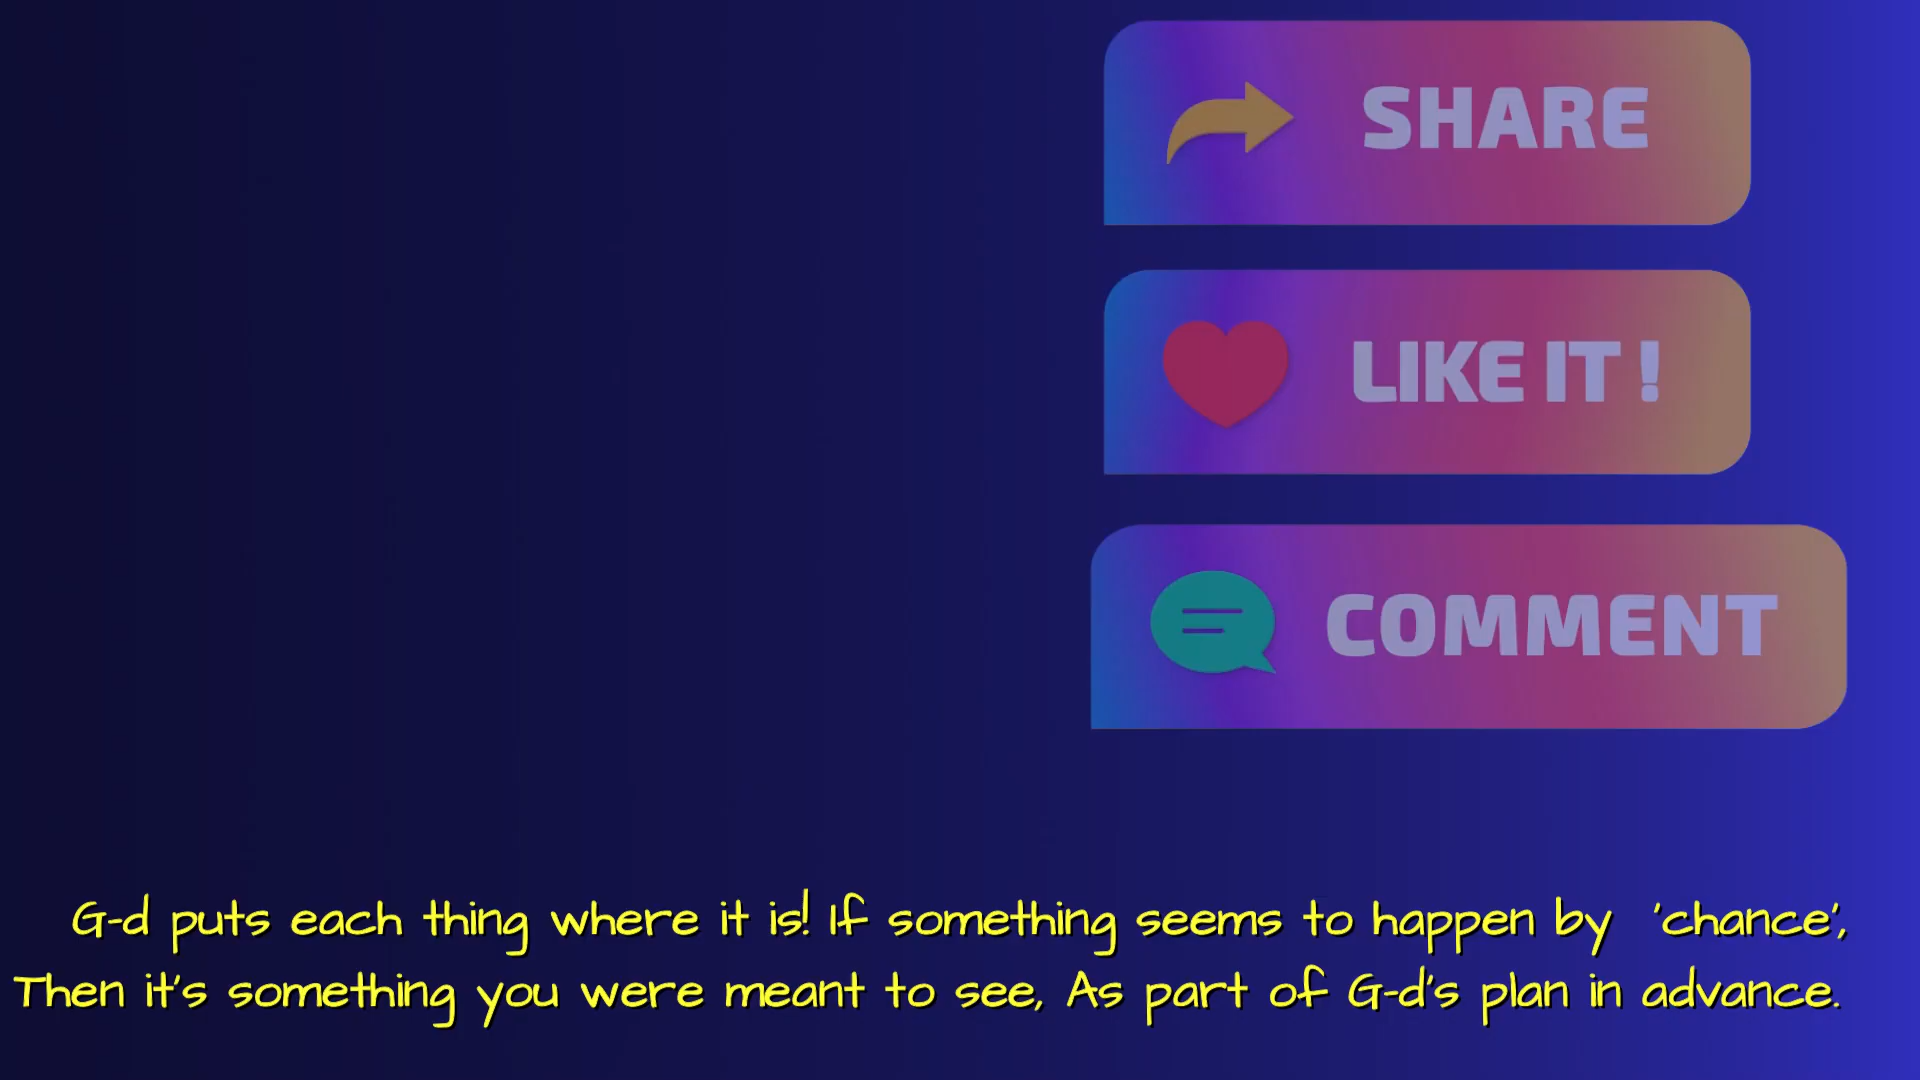 SHARE
LIKE IT !
COMMENT
G-d puts each thing where it is! If something seems to happen by 'chance',
Then it's something you were meant to see, As part of G-d's plan in advance.